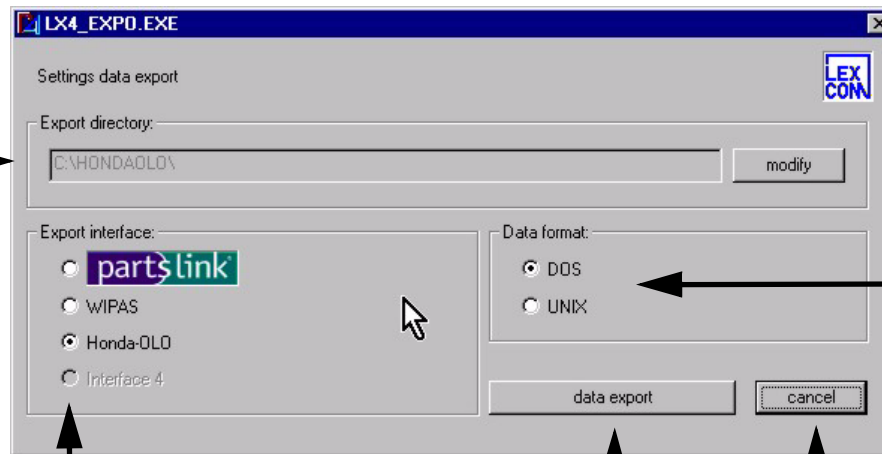 LX4_EXPO.EXE
Settings data export
LEX
CONN
Export directory:
C:\HONDAOLO\
modify
Export interface:
partslink
WIPAS
Honda-OLO
Interface 4
Data format:
DOS
UNIX
data export
cancel